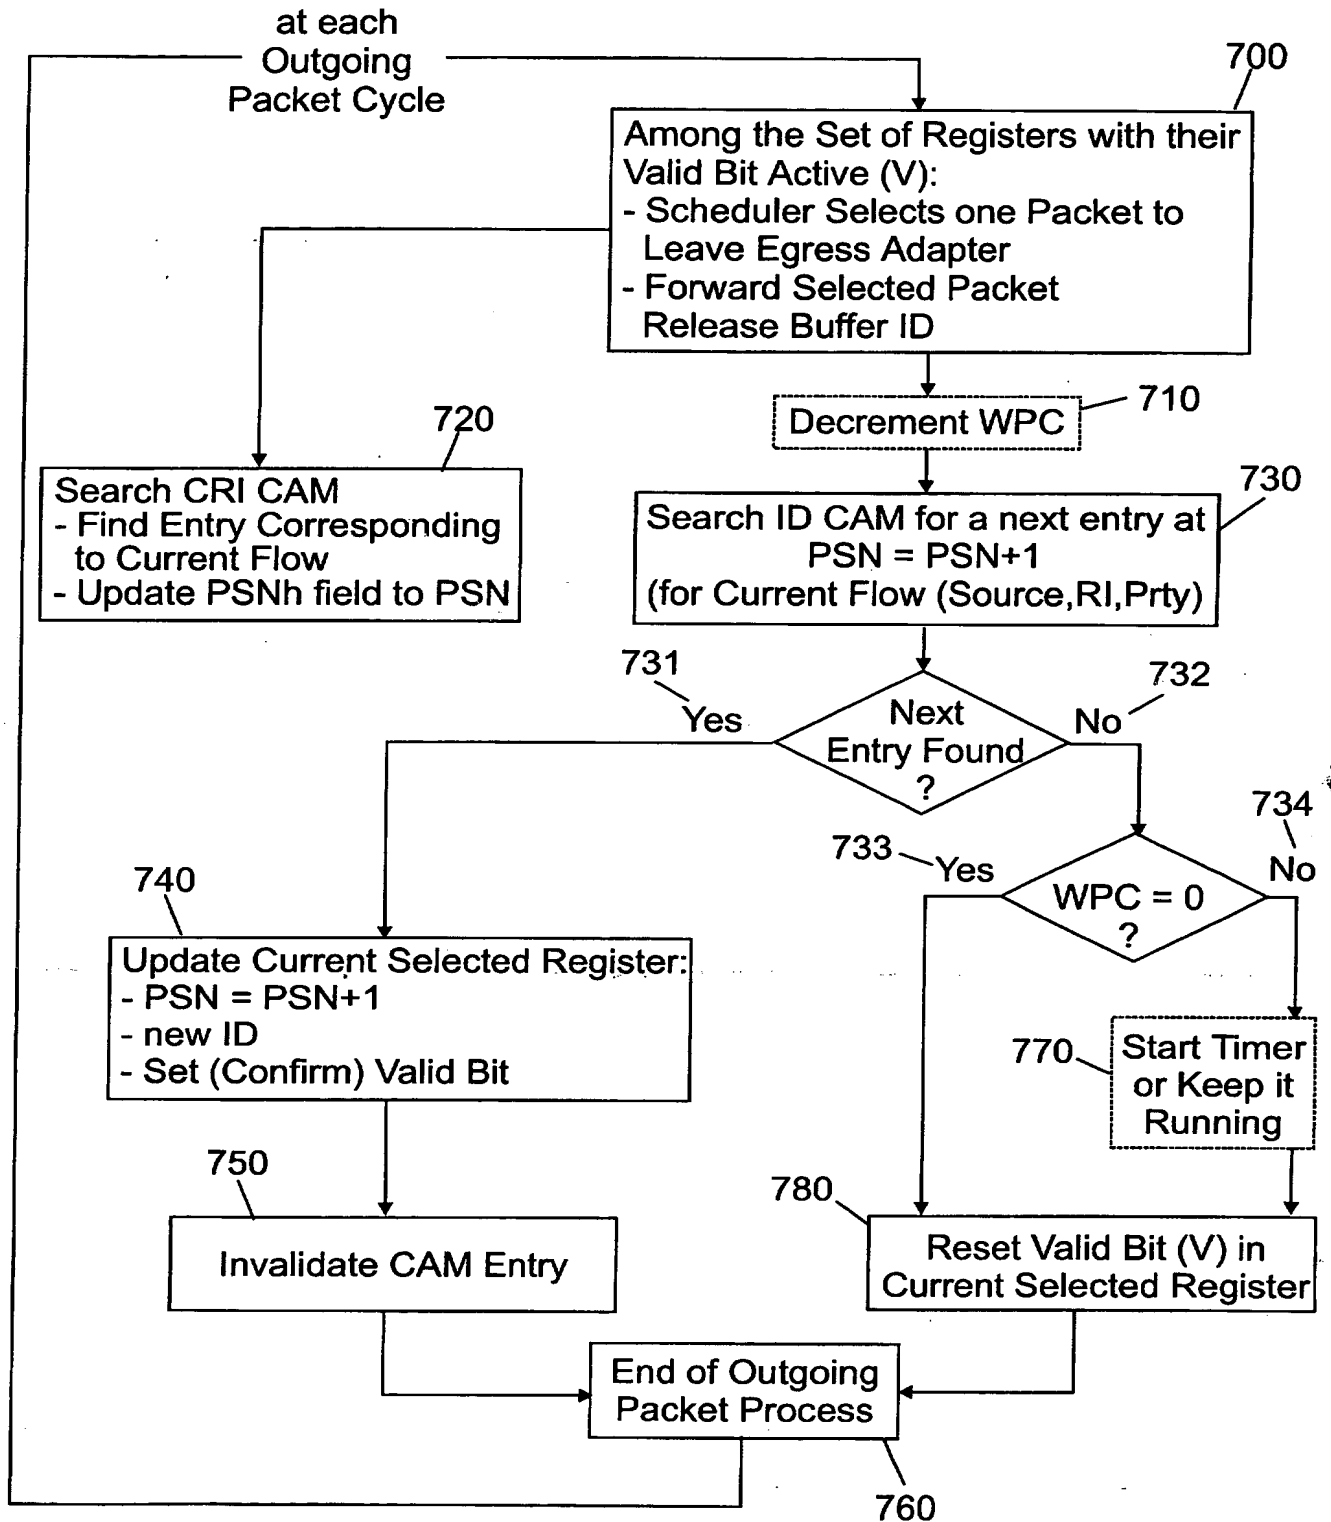 at each
Outgoing
Packet Cycle
700
Among the Set of Registers with their
Valid Bit Active (V):
- Scheduler Selects one Packet to
Leave Egress Adapter
- Forward Selected Packet
Release Buffer ID
710
Decrement WPC
720
Search CRI CAM
- Find Entry Corresponding
to Current Flow
- Update PSNh field to PSN
730
Search ID CAM for a next entry at
PSN = PSN+1
(for Current Flow (Source,RI,Prty)
731
Yes
732
No
Next
Entry Found
?
733
Yes
734
No
WPC = 0
?
740
Update Current Selected Register:
- PSN = PSN+1
- new ID
- Set (Confirm) Valid Bit
770
Start Timer
or Keep it
Running
750
Invalidate CAM Entry
780
Reset Valid Bit (V) in
Current Selected Register
End of Outgoing
Packet Process
760